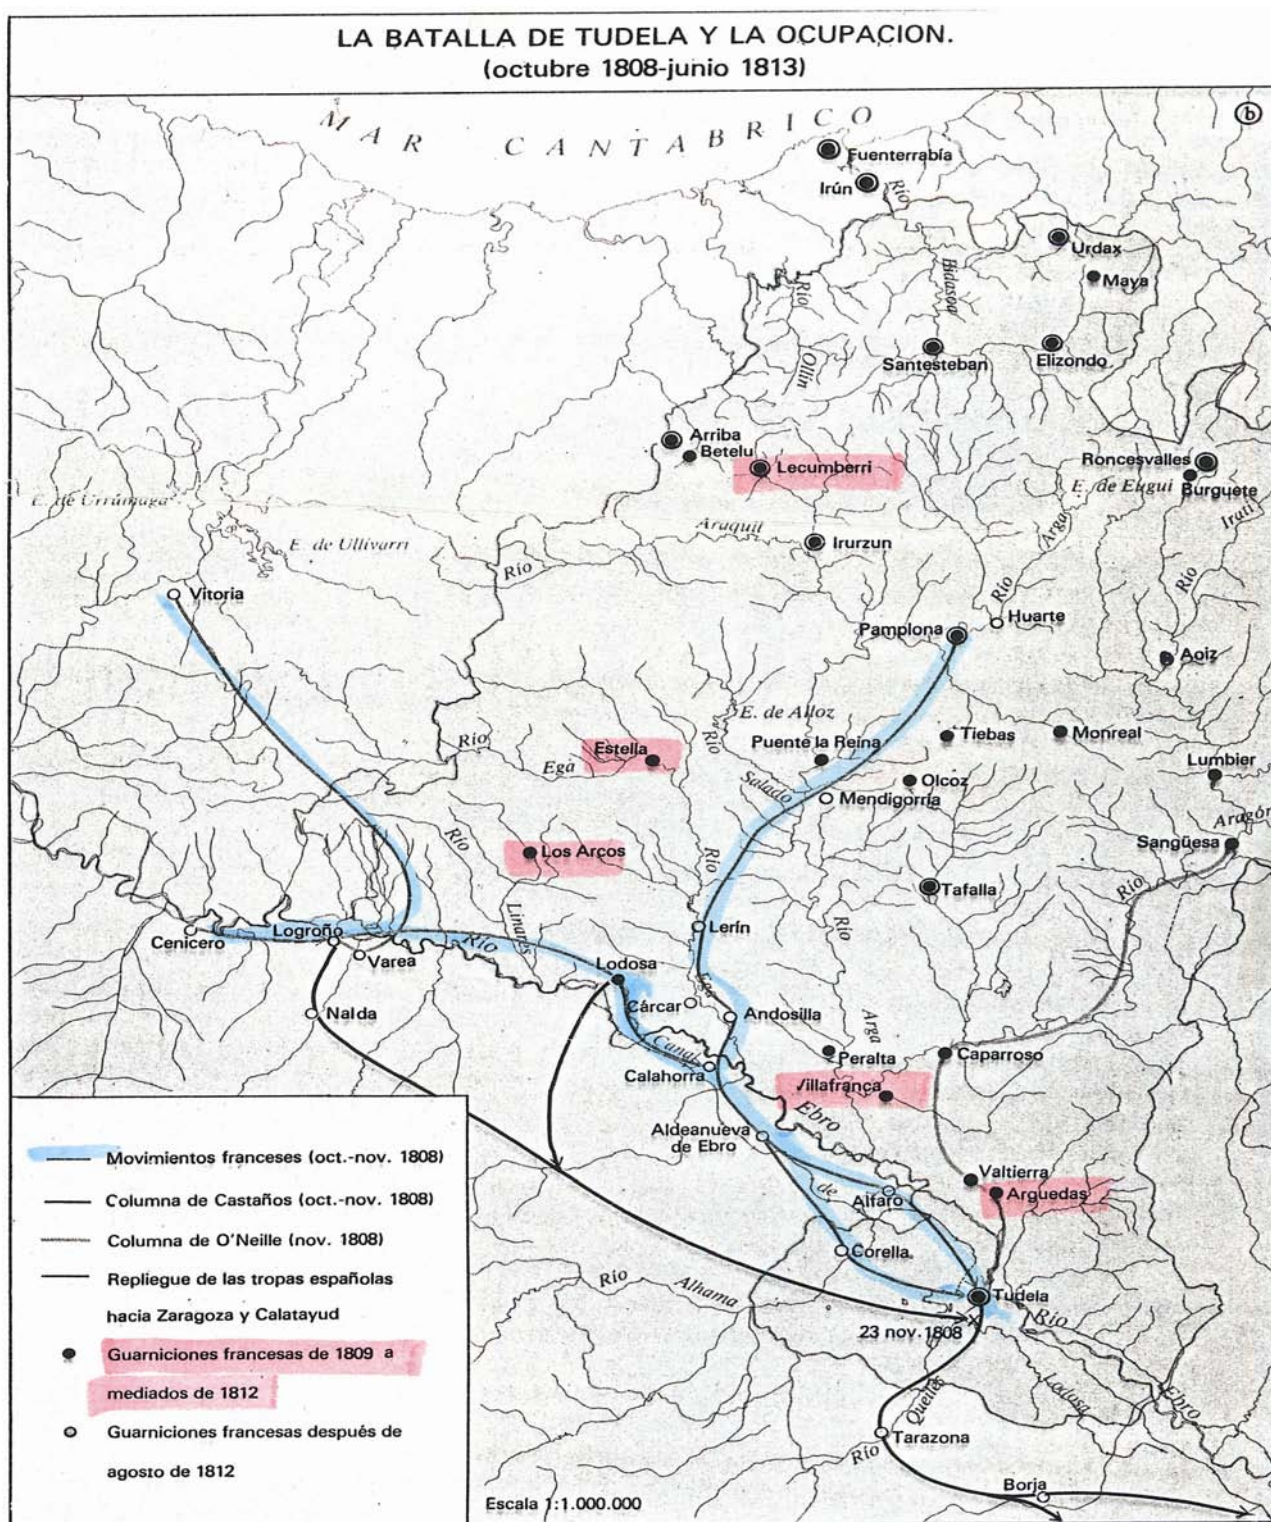 LA BATALLA DE TUDELA Y LA OCUPACION.
(octubre 1808-junio 1813)
b
MAR CANTABRICO
Fuenterrabía
Irún
Río
Urdax
Bidasoa
Maya
Río
Ollin
Santesteban
Elizondo
Arriba
Betelu
Lecumberri
Roncesvalles
E. de Eugui
Burguete
Irati
E. de Urrúnaga
E. de Ullivarri
Araquil
Arga
Irurzun
Río
Río
Río
Vitoria
Huarte
Pamplona
Aoiz
E. de Alloz
Río
Río
Estella
Ega
Puente la Reina
Tiebas
Monreal
Salado
Olcoz
Lumbier
Mendigorría
Aragón
Río
Los Arcos
Río
Sangüesa
Tafalla
Río
Linares
Río
Lerín
Cenicero
Logroño
Río
Varea
Lodosa
Ega
Nalda
Cárcar
Andosilla
Arga
Canal
Peralta
Caparroso
Calahorra
Villafranca
Ebro
Aldeanueva
de Ebro
Valtierra
Arguedas
de
Alfaro
Corella
Río
Alhama
Tudela
Río
23 nov. 1808
Queiles
Lodosa
Ebro
Tarazona
Río
Borja
Movimientos franceses (oct.-nov. 1808)
Columna de Castaños (oct.-nov. 1808)
Columna de O'Neille (nov. 1808)
Repliegue de las tropas españolas
hacia Zaragoza y Calatayud
Guarniciones francesas de 1809 a
mediados de 1812
Guarniciones francesas después de
agosto de 1812
Escala 1:1.000.000